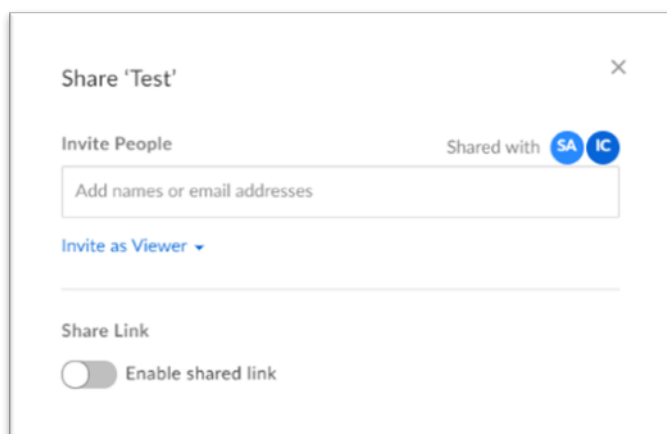 Share ‘Test’
Invite People
Shared with SA IC
Add names or email addresses
Invite as Viewer
Share Link
Enable shared link